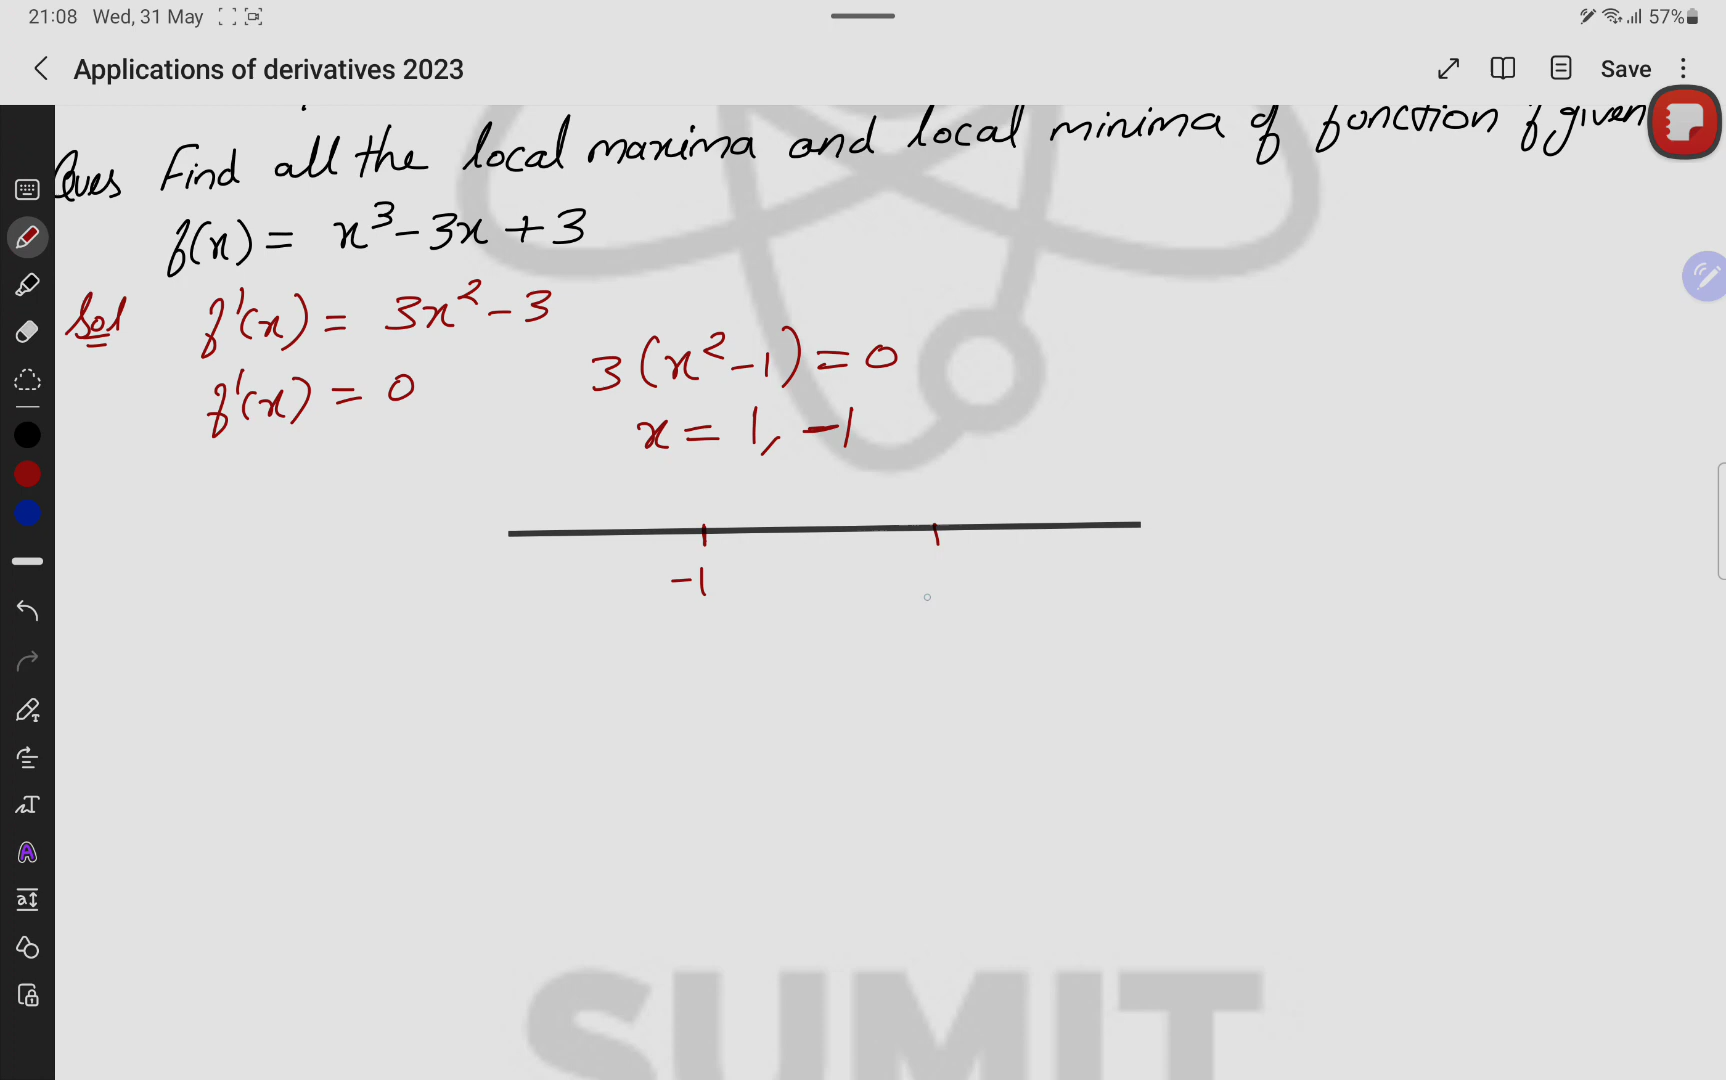 21:08 Wed, 31 May 57%
Applications of derivatives 2023 Save
Ques Find all the local maxima and local minima of function f given
f(x) = x³-3x+3
Sol f'(x) = 3x²-3
f'(x) = 0 3(x²-1)=0
x = 1, -1
-1
SUMIT